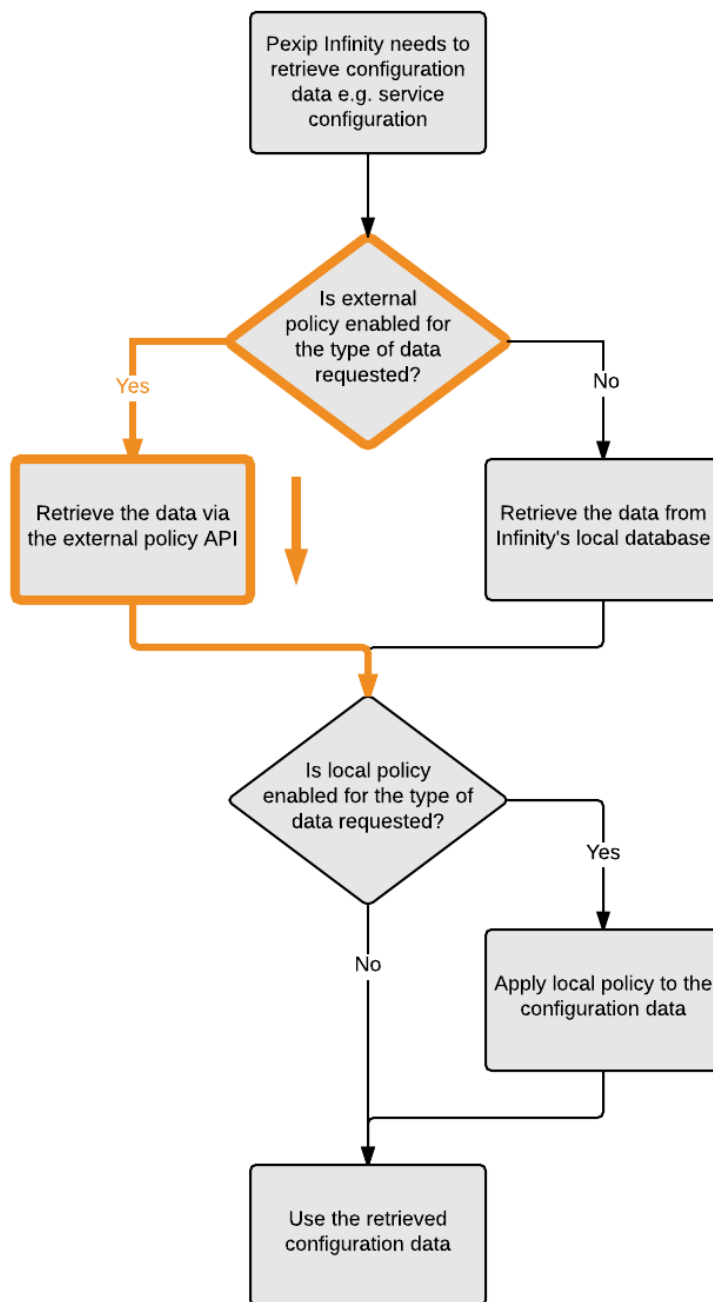 Pexip Infinity needs to
retrieve configuration
data e.g. service
configuration
Is external
policy enabled for
the type of data
requested?
Yes
No
Retrieve the data via
the external policy API
Retrieve the data from
Infinity's local database
Is local policy
enabled for the type of
data requested?
Yes
No
Apply local policy to the
configuration data
Use the retrieved
configuration data